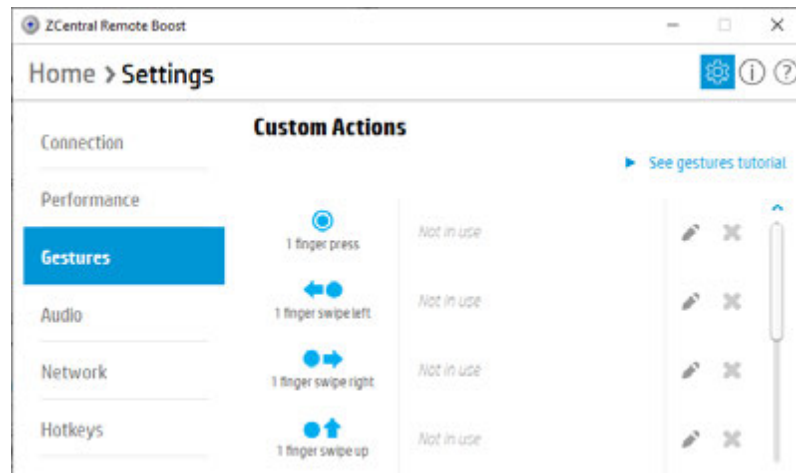 ZCentral Remote Boost
Home > Settings
Connection
Performance
Gestures
Audio
Network
Hotkeys
Custom Actions
See gestures tutorial
1 finger press
Not in use
1 finger swipe left
Not in use
1 finger swipe right
Not in use
1 finger swipe up
Not in use